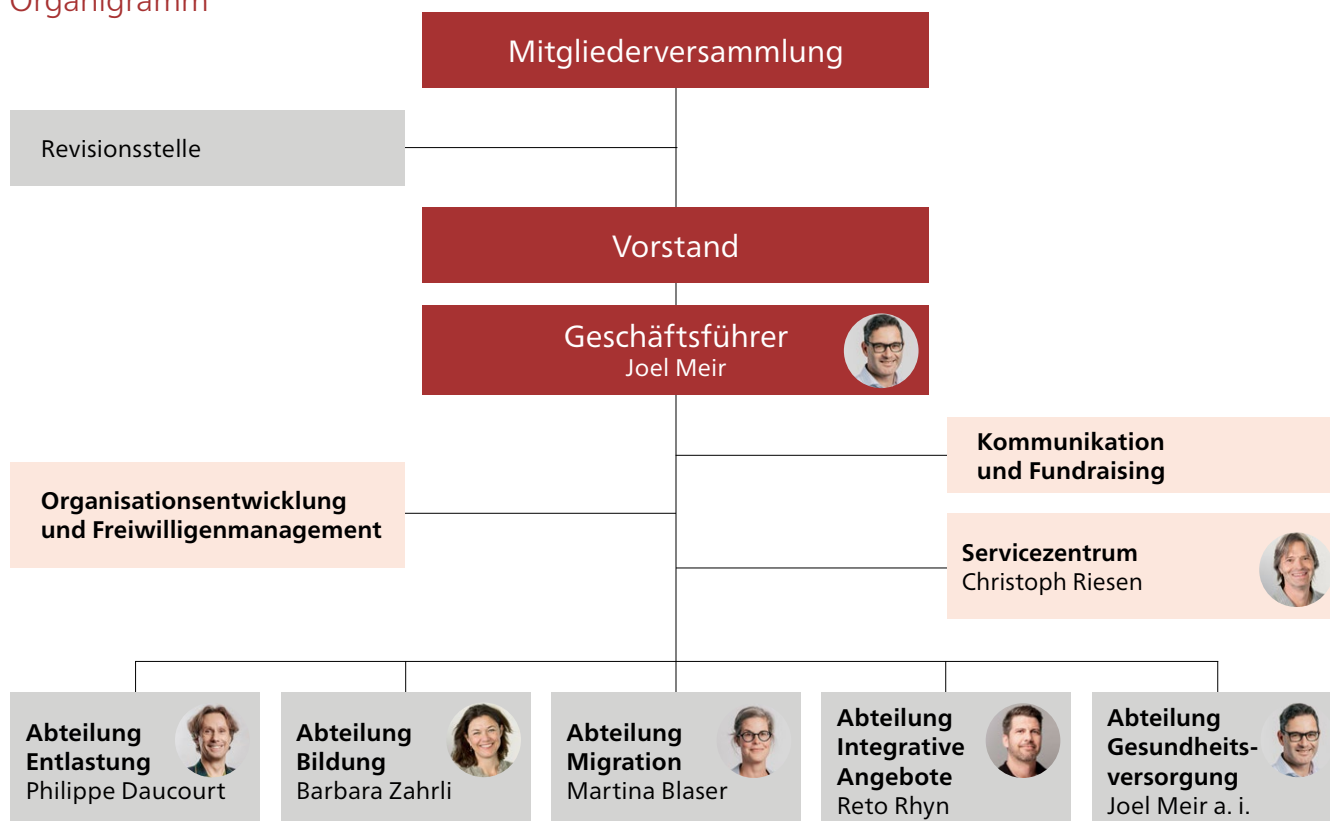 Organigramm
Mitgliederversammlung
Revisionsstelle
Vorstand
Geschäftsführer
Joel Meir
Kommunikation
und Fundraising
Organisationsentwicklung
und Freiwilligenmanagement
Servicezentrum
Christoph Riesen
Abteilung
Entlastung
Philippe Daucourt
Abteilung
Bildung
Barbara Zahrli
Abteilung
Migration
Martina Blaser
Abteilung
Integrative
Angebote
Reto Rhyn
Abteilung
Gesundheits-
versorgung
Joel Meir a. i.